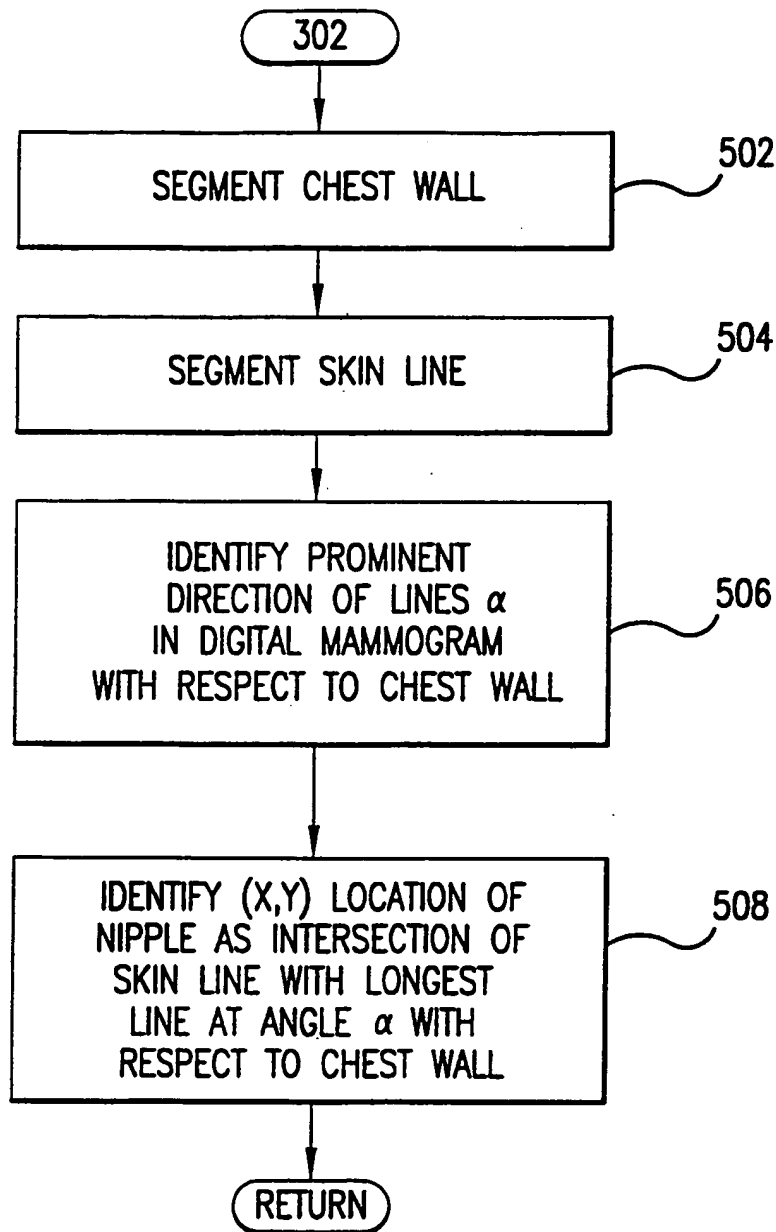 302
SEGMENT CHEST WALL
502
SEGMENT SKIN LINE
504
IDENTIFY PROMINENT
DIRECTION OF LINES α
IN DIGITAL MAMMOGRAM
WITH RESPECT TO CHEST WALL
506
IDENTIFY (X,Y) LOCATION OF
NIPPLE AS INTERSECTION OF
SKIN LINE WITH LONGEST
LINE AT ANGLE α WITH
RESPECT TO CHEST WALL
508
RETURN